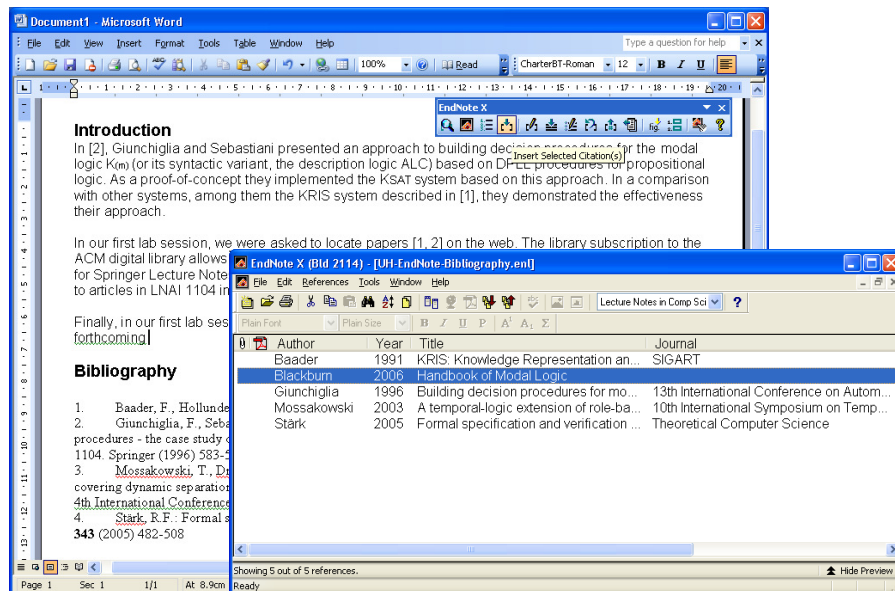 Document1 - Microsoft Word
File Edit View Insert Format Tools Table Window Help Type a question for help
100% Read CharterBT-Roman 12 B I U
EndNote X
Insert Selected Citation(s)
Introduction
In [2], Giunchiglia and Sebastiani presented an approach to building decision procedures for the modal
logic K(m) (or its syntactic variant, the description logic ALC) based on DPLL procedures for propositional
logic. As a proof-of-concept they implemented the KSAT system based on this approach. In a comparison
with other systems, among them the KRIS system described in [1], they demonstrated the effectiveness
their approach.
In our first lab session, we were asked to locate papers [1, 2] on the web. The library subscription to the
ACM digital library allows
for Springer Lecture Note
to articles in LNAI 1104 in
Finally, in our first lab ses
forthcoming
Bibliography
1. Baader, F., Hollunde
2. Giunchiglia, F., Seba
procedures - the case study o
1104. Springer (1996) 583-5
3. Mossakowski, T., Dr
covering dynamic separation
4th International Conference
4. Stärk, R.F.: Formal s
343 (2005) 482-508
Page 1 Sec 1 1/1 At 8.9cm
EndNote X (Bld 2114) - [UH-EndNote-Bibliography.enl]
File Edit References Tools Window Help
Lecture Notes in Comp Sci
Plain Font Plain Size B I U P A¹ A₁ Σ
Author Year Title Journal
Baader 1991 KRIS: Knowledge Representation an... SIGART
Blackburn 2006 Handbook of Modal Logic
Giunchiglia 1996 Building decision procedures for mo... 13th International Conference on Autom...
Mossakowski 2003 A temporal-logic extension of role-ba... 10th International Symposium on Temp...
Stärk 2005 Formal specification and verification ... Theoretical Computer Science
Showing 5 out of 5 references. Hide Preview
Ready